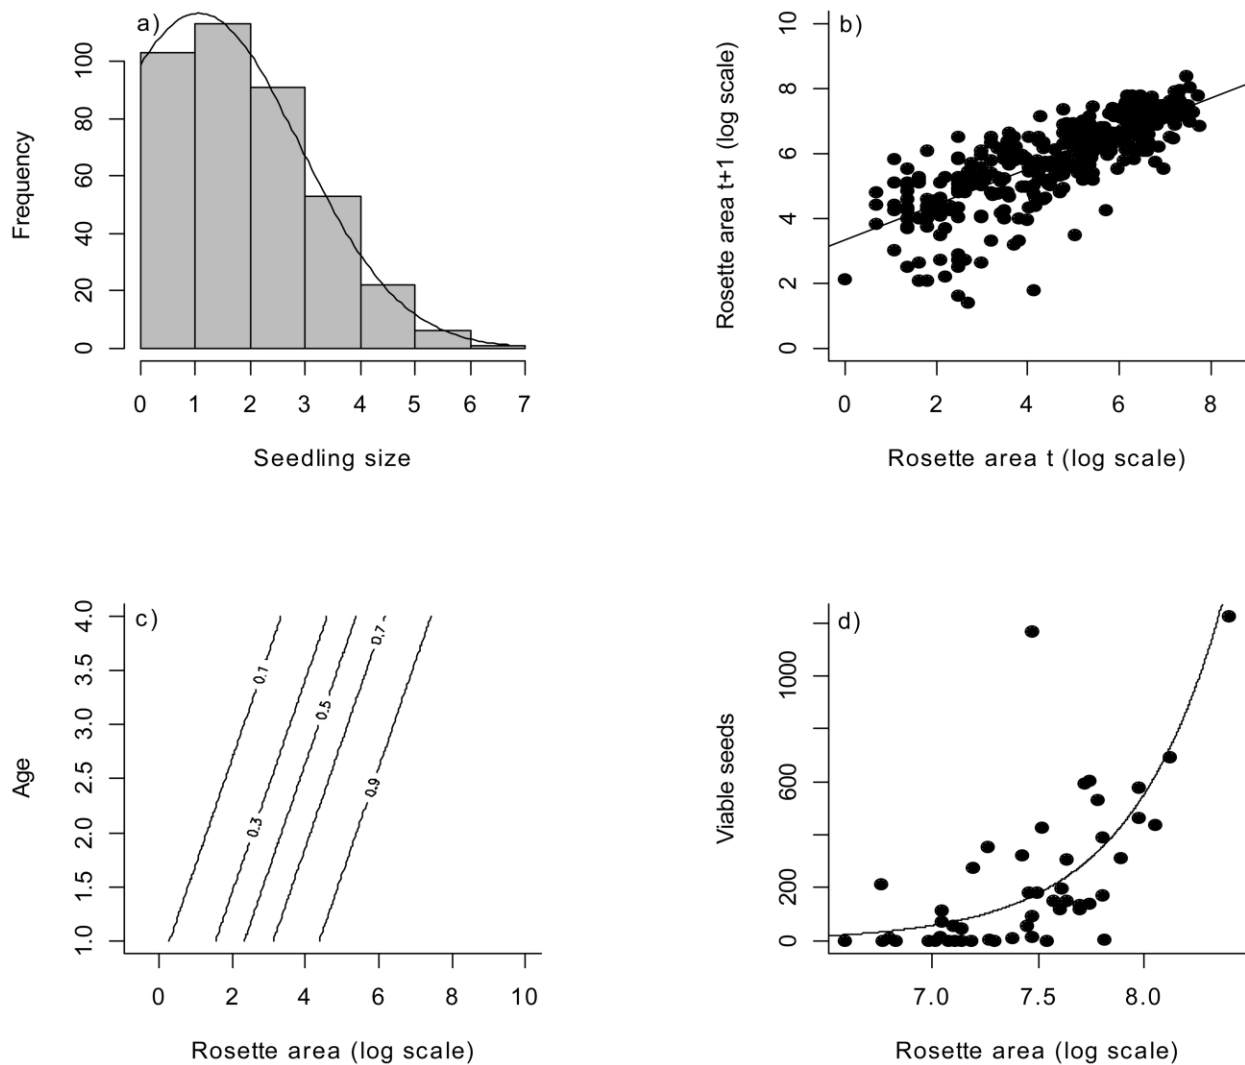 a)
Frequency
100
80
60
40
20
0
0 1 2 3 4 5 6 7
Seedling size
b)
Rosette area t+1 (log scale)
10
8
6
4
2
0
0 2 4 6 8
Rosette area t (log scale)
c)
Age
4.0
3.5
3.0
2.5
2.0
1.5
1.0
0.1
0.3
0.5
0.7
0.9
0 2 4 6 8 10
Rosette area (log scale)
d)
Viable seeds
1000
600
200
0
7.0 7.5 8.0
Rosette area (log scale)